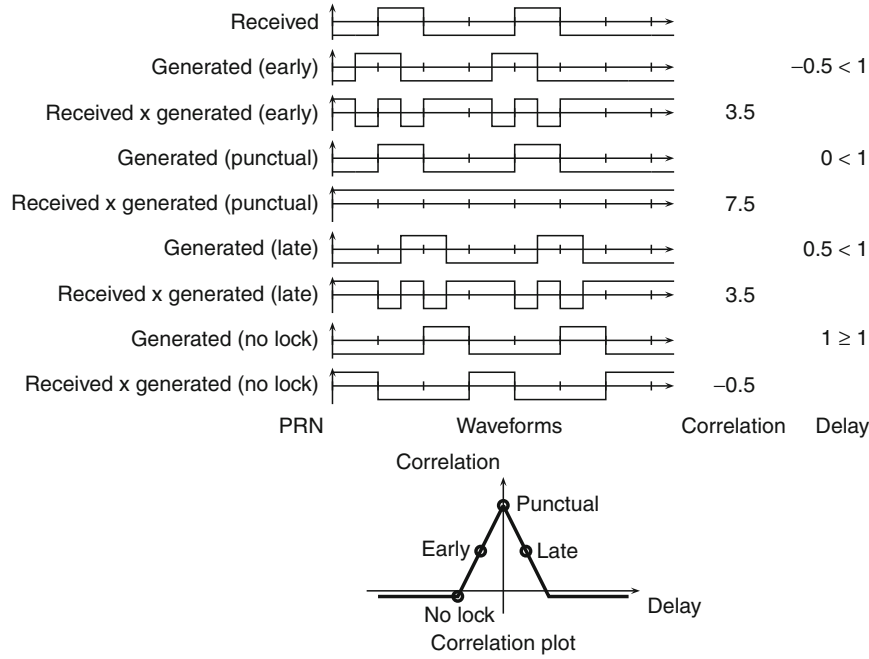 Received
Generated (early) −0.5 < 1
Received x generated (early) 3.5
Generated (punctual) 0 < 1
Received x generated (punctual) 7.5
Generated (late) 0.5 < 1
Received x generated (late) 3.5
Generated (no lock) 1 ≥ 1
Received x generated (no lock) −0.5
PRN Waveforms Correlation Delay
Correlation
Punctual
Early Late
Delay
No lock
Correlation plot